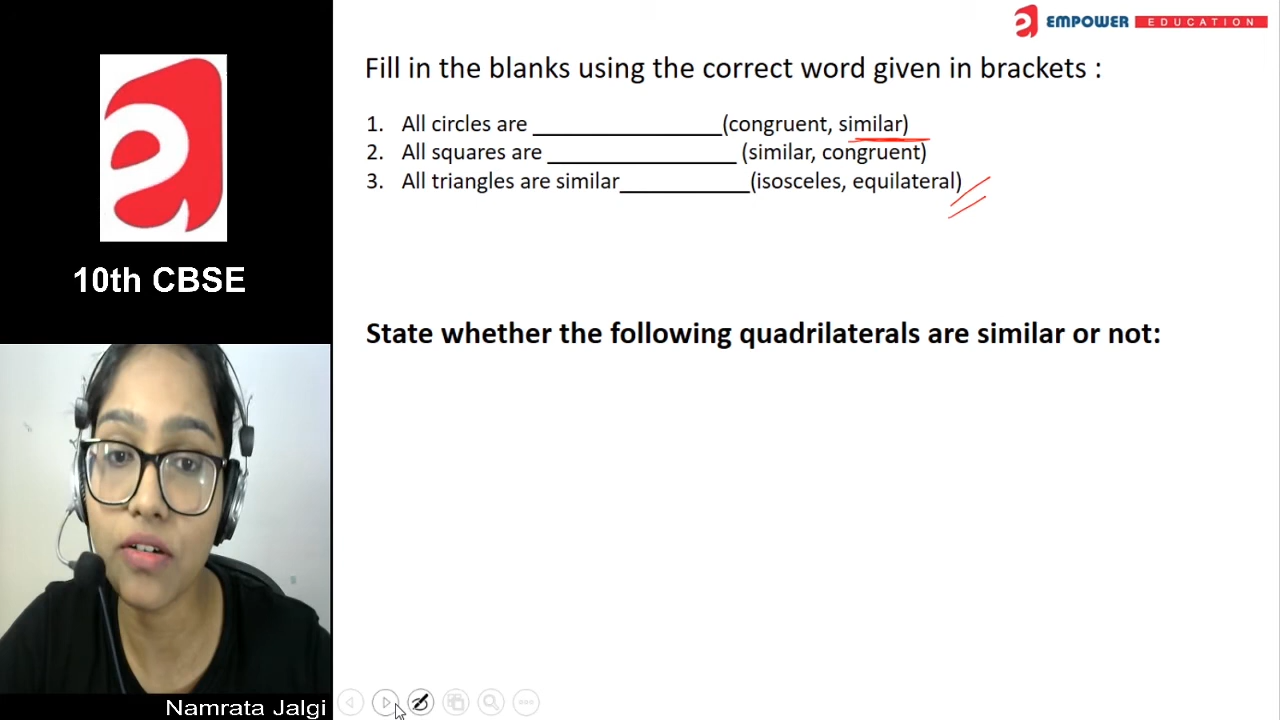 EMPOWER EDUCATION
Fill in the blanks using the correct word given in brackets :
1. All circles are ________________(congruent, similar)
2. All squares are ________________ (similar, congruent)
3. All triangles are similar___________(isosceles, equilateral)
10th CBSE
State whether the following quadrilaterals are similar or not:
Namrata Jalgi